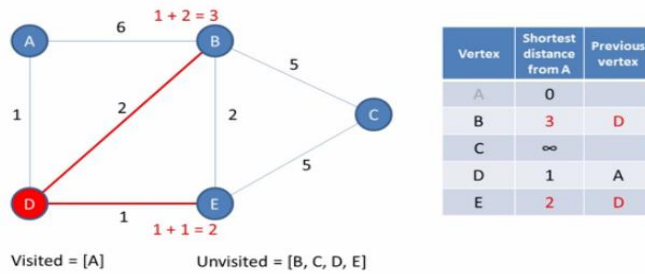 1 + 2 = 3
A
6
B
5
1
2
2
C
5
D
1
E
1 + 1 = 2
Visited = [A]
Unvisited = [B, C, D, E]
Vertex Shortest distance from A Previous vertex
A 0
B 3 D
C ∞
D 1 A
E 2 D